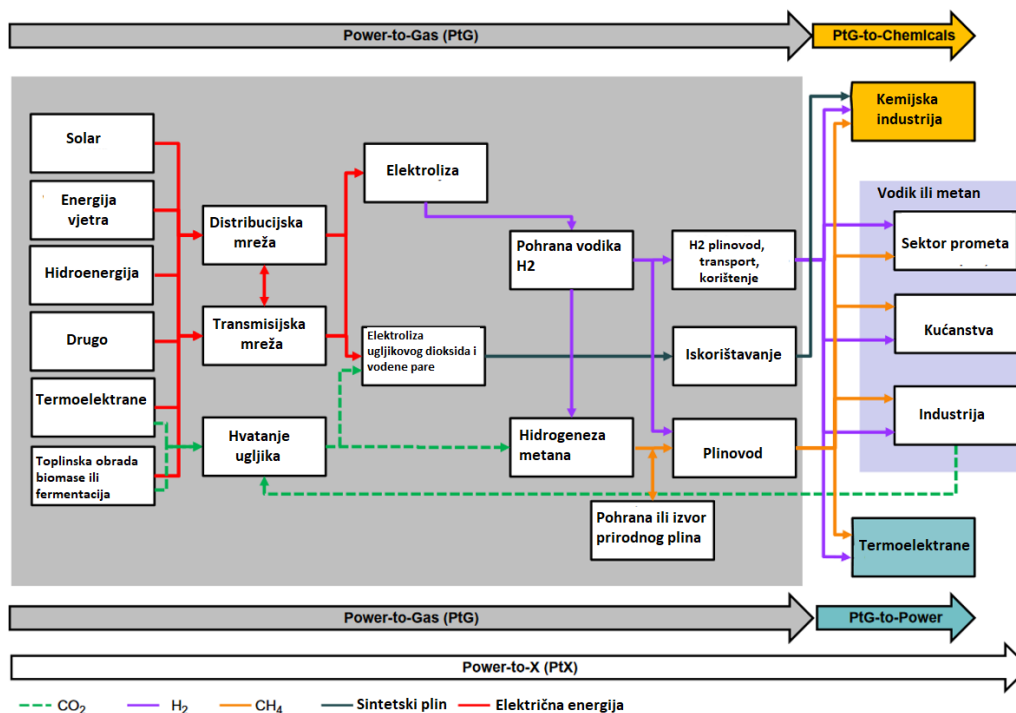 Power-to-Gas (PtG)
PtG-to-Chemicals
Solar
Energija
vjetra
Hidroenergija
Drugo
Termoelektrane
Toplinska obrada
biomase ili
fermentacija
Distribucijska
mreža
Transmisijska
mreža
Hvatanje
ugljika
Elektroliza
Elektroliza
ugljikovog dioksida i
vodene pare
Pohrana vodika
H2
Hidrogeneza
metana
Pohrana ili izvor
prirodnog plina
H2 plinovod,
transport,
korištenje
Iskorištavanje
Plinovod
Kemijska
industrija
Vodik ili metan
Sektor prometa
Kućanstva
Industrija
Termoelektrane
Power-to-Gas (PtG)
PtG-to-Power
Power-to-X (PtX)
CO₂
H₂
CH₄
Sintetski plin
Električna energija